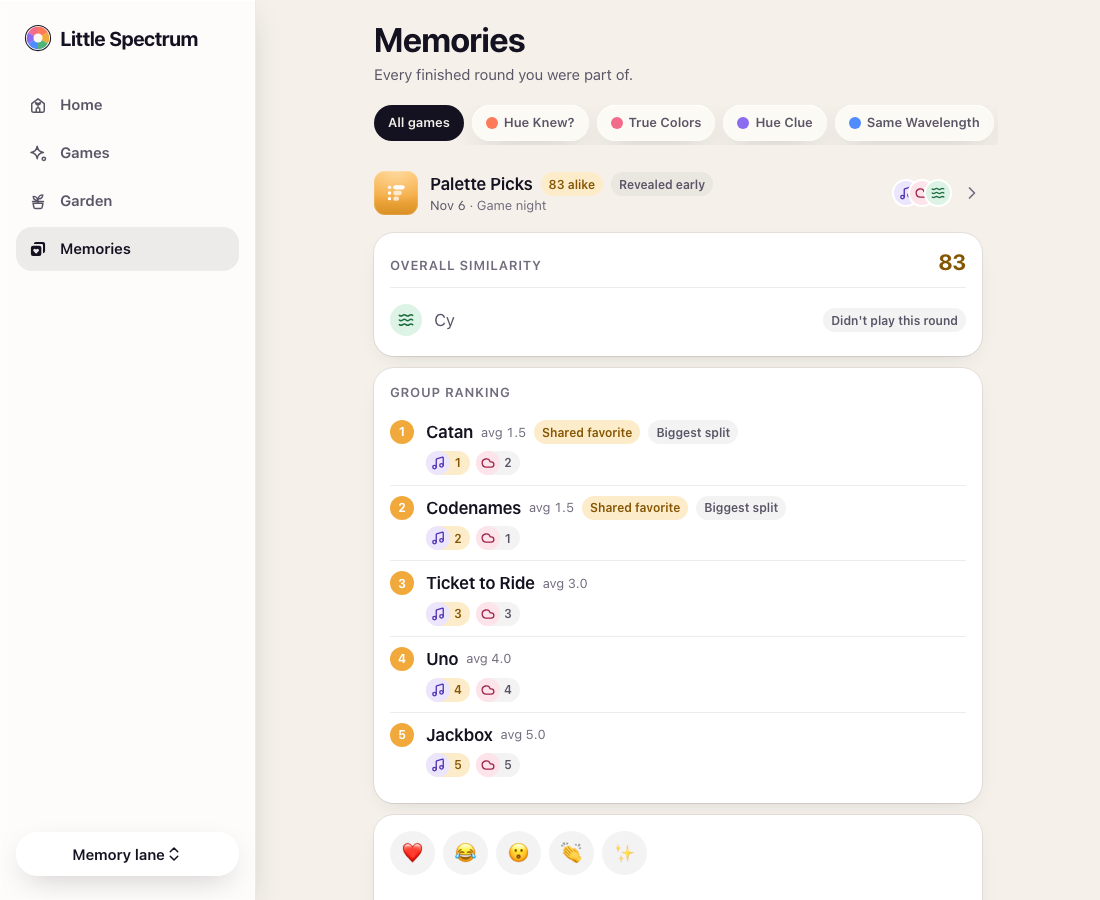 Little Spectrum
Home
Games
Garden
Memories
Memory lane
Memories
Every finished round you were part of.
All games
Hue Knew?
True Colors
Hue Clue
Same Wavelength
Palette Picks 83 alike Revealed early
Nov 6 · Game night
OVERALL SIMILARITY 83
Cy Didn't play this round
GROUP RANKING
1 Catan avg 1.5 Shared favorite Biggest split
1 2
2 Codenames avg 1.5 Shared favorite Biggest split
2 1
3 Ticket to Ride avg 3.0
3 3
4 Uno avg 4.0
4 4
5 Jackbox avg 5.0
5 5